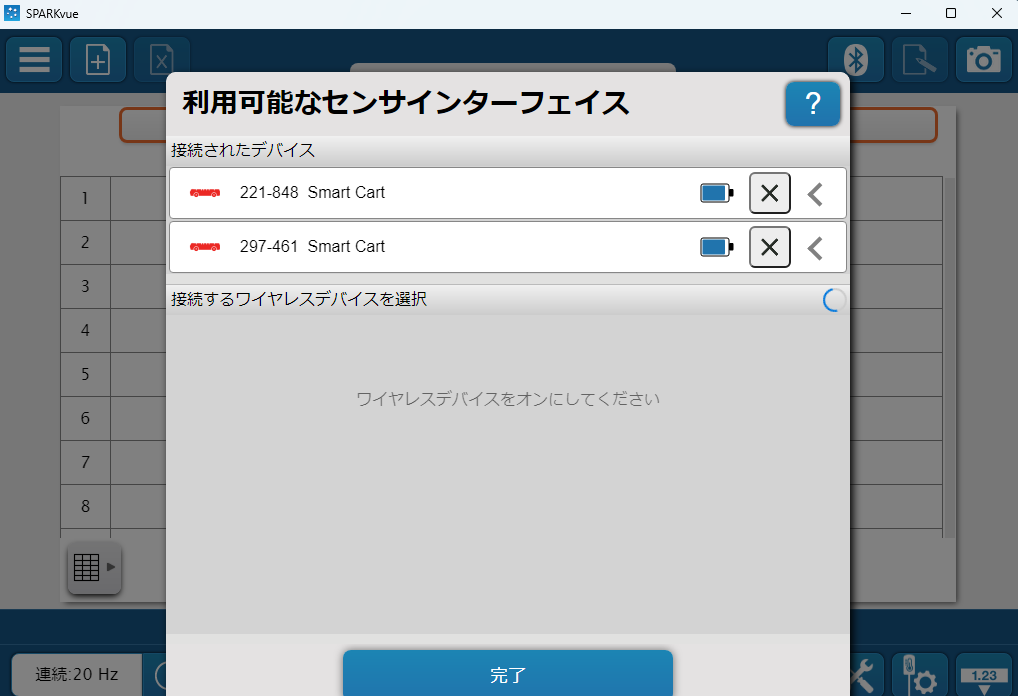 SPARKvue
利用可能なセンサインターフェイス
?
接続されたデバイス
221-848 Smart Cart
297-461 Smart Cart
接続するワイヤレスデバイスを選択
ワイヤレスデバイスをオンにしてください
1
2
3
4
5
6
7
8
完了
連続:20 Hz
1.23